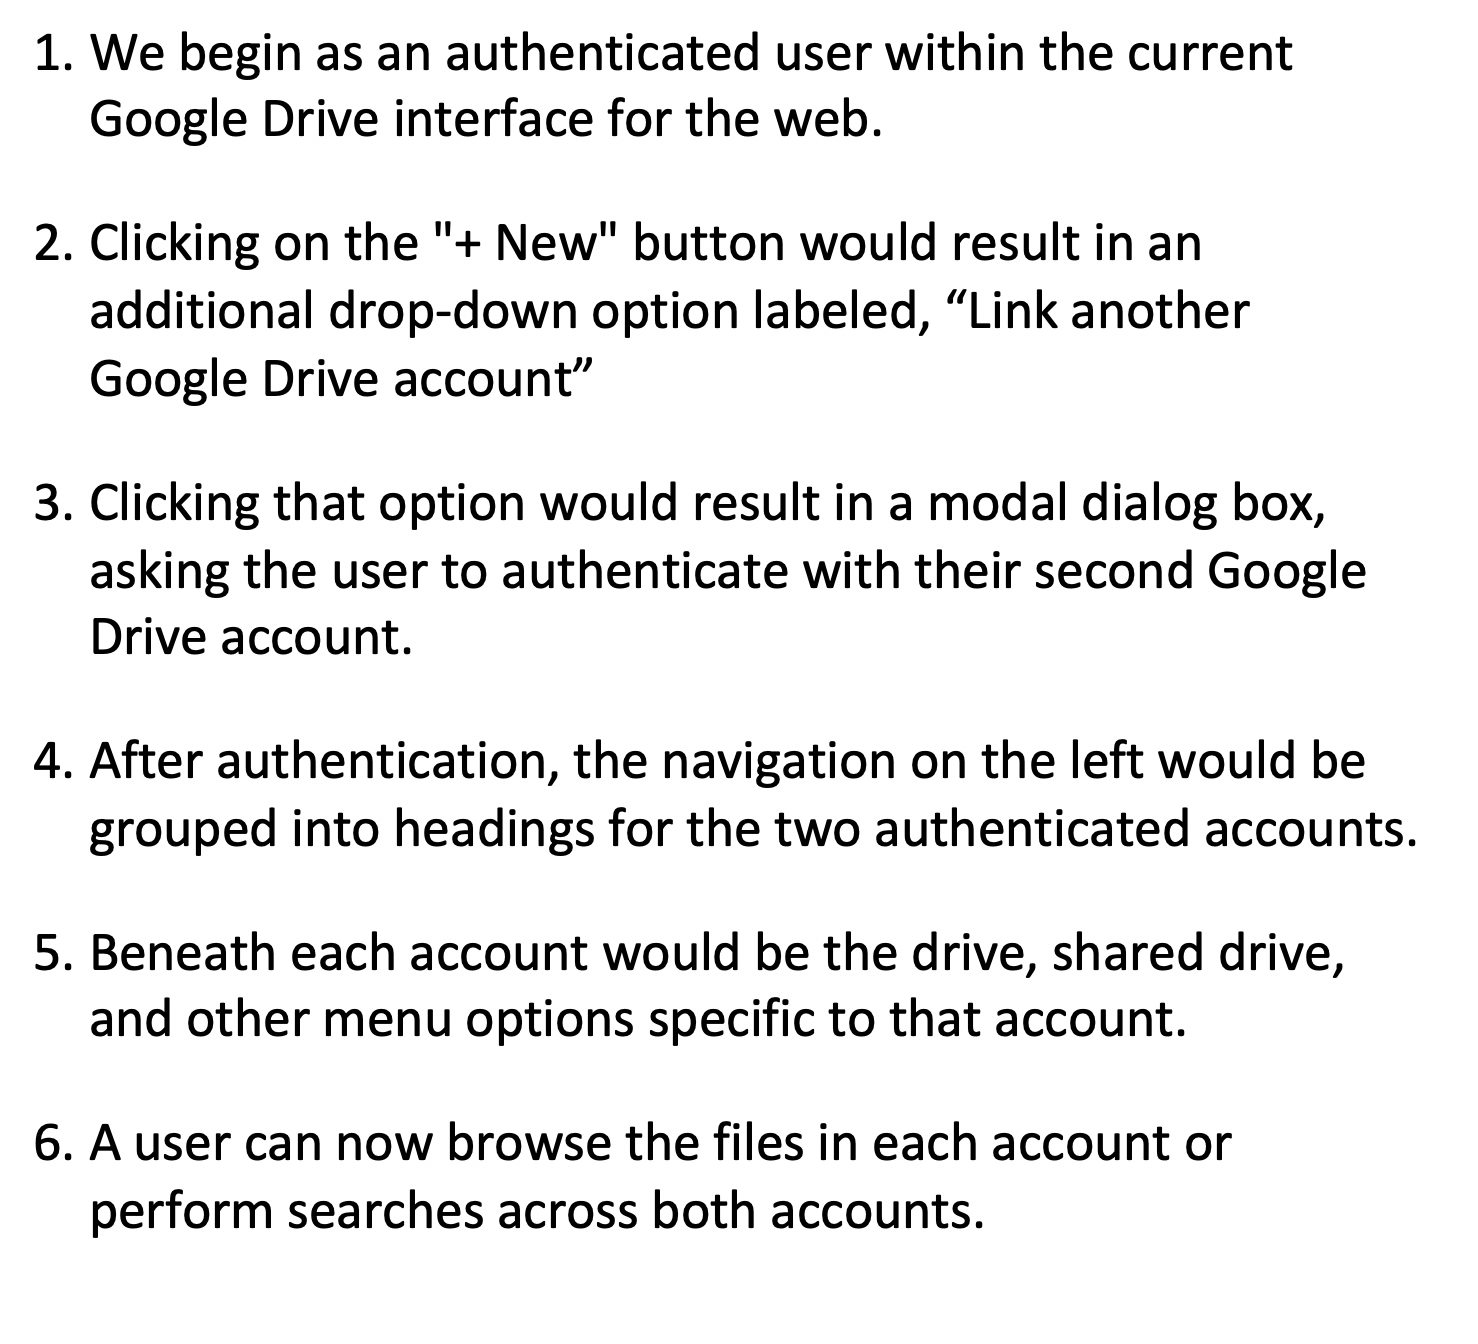 1. We begin as an authenticated user within the current
Google Drive interface for the web.
2. Clicking on the "+ New" button would result in an
additional drop-down option labeled, “Link another
Google Drive account”
3. Clicking that option would result in a modal dialog box,
asking the user to authenticate with their second Google
Drive account.
4. After authentication, the navigation on the left would be
grouped into headings for the two authenticated accounts.
5. Beneath each account would be the drive, shared drive,
and other menu options specific to that account.
6. A user can now browse the files in each account or
perform searches across both accounts.